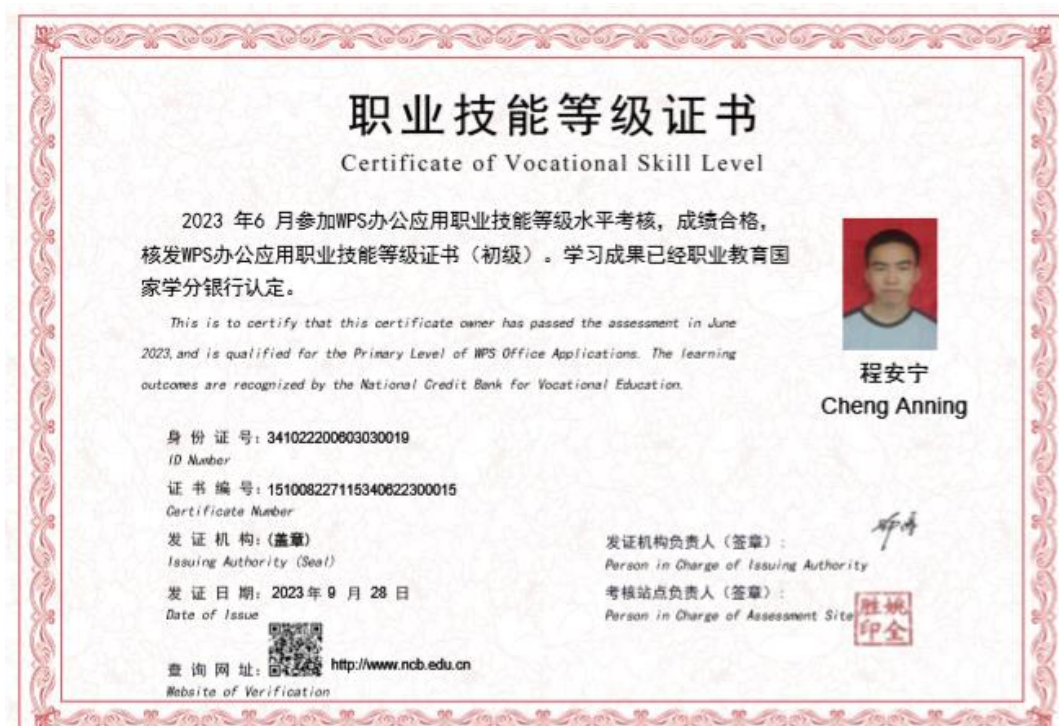 职业技能等级证书
Certificate of Vocational Skill Level
2023 年6 月参加WPS办公应用职业技能等级水平考核，成绩合格，
核发WPS办公应用职业技能等级证书（初级）。学习成果已经职业教育国
家学分银行认定。
This is to certify that this certificate owner has passed the assessment in June
2023, and is qualified for the Primary Level of WPS Office Applications. The learning
outcomes are recognized by the National Credit Bank for Vocational Education.
程安宁
Cheng Anning
身 份 证 号：341022200603030019
ID Number
证 书 编 号：151008227115340622300015
Certificate Number
发 证 机 构：(盖章)
Issuing Authority (Seal)
发 证 日 期：2023 年 9 月 28 日
Date of Issue
查 询 网 址：http://www.ncb.edu.cn
Website of Verification
发证机构负责人（签章）：
Person in Charge of Issuing Authority
考核站点负责人（签章）：
Person in Charge of Assessment Site
姚全
胜印